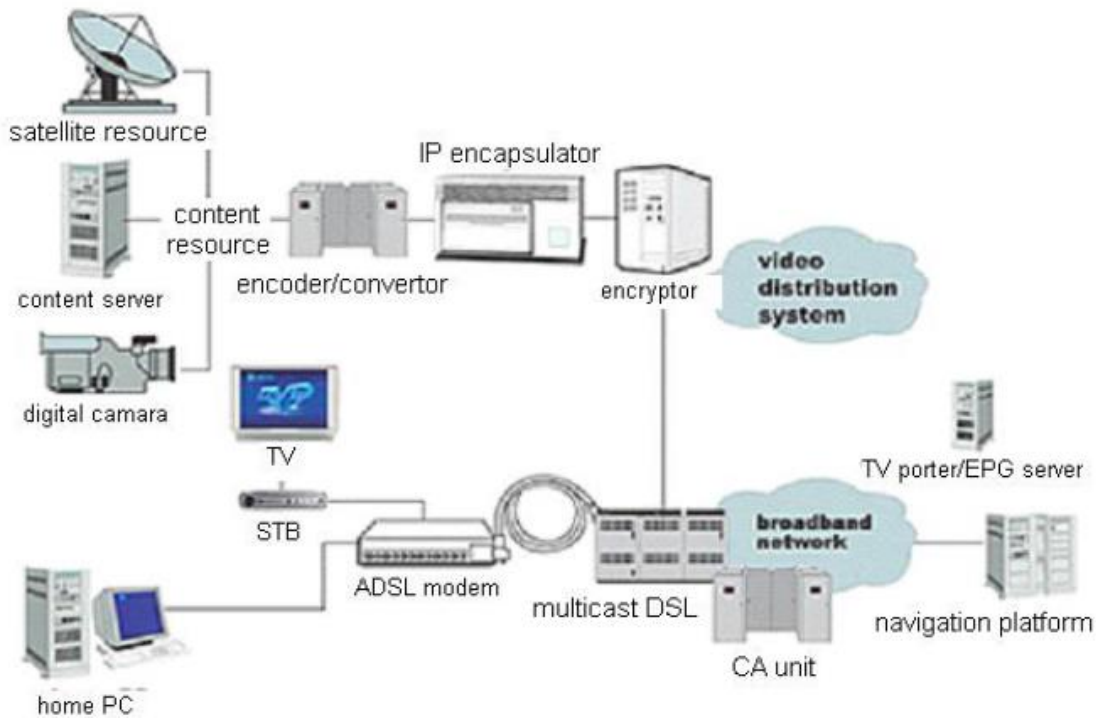 satellite resource
IP encapsulator
content
resource
encoder/convertor
content server
encryptor
video
distribution
system
digital camara
TV
TV porter/EPG server
STB
broadband
network
ADSL modem
multicast DSL
navigation platform
CA unit
home PC